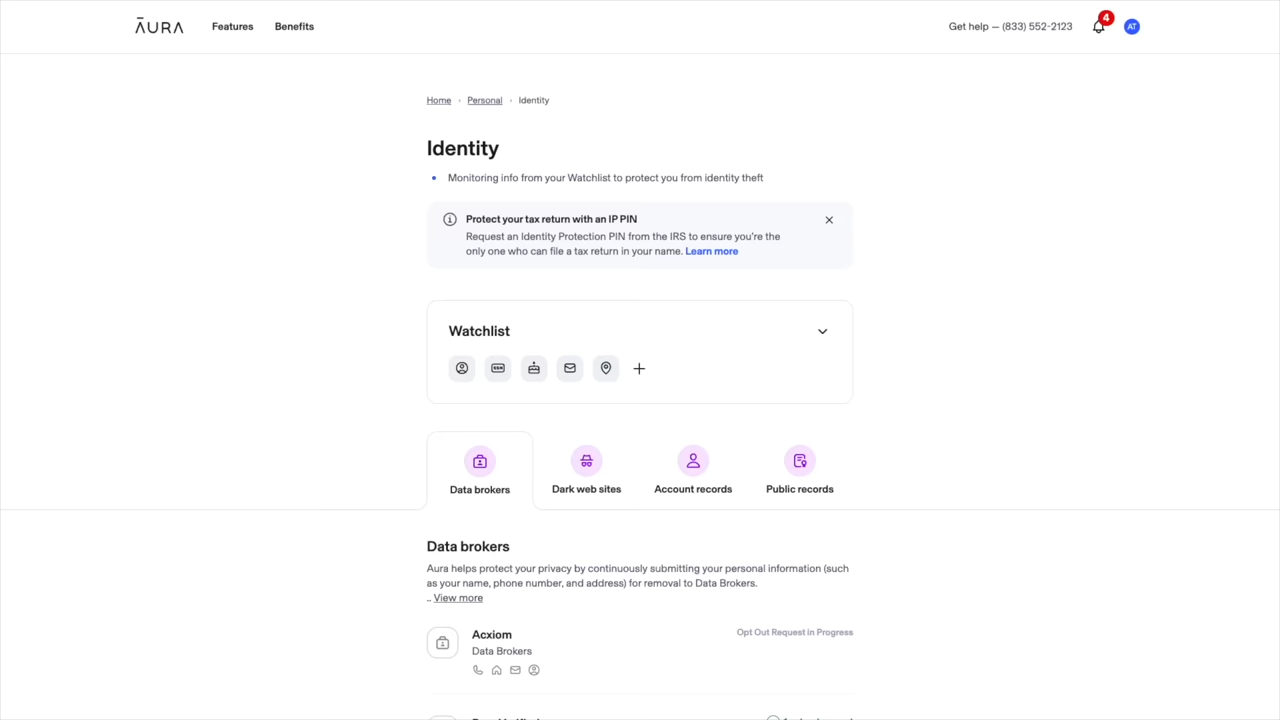 ĀURA
Features
Benefits
Get help — (833) 552-2123
4
AT
Home › Personal › Identity
Identity
• Monitoring info from your Watchlist to protect you from identity theft
Protect your tax return with an IP PIN
Request an Identity Protection PIN from the IRS to ensure you're the
only one who can file a tax return in your name. Learn more
Watchlist
Data brokers
Dark web sites
Account records
Public records
Data brokers
Aura helps protect your privacy by continuously submitting your personal information (such
as your name, phone number, and address) for removal to Data Brokers.
.. View more
Acxiom
Opt Out Request in Progress
Data Brokers